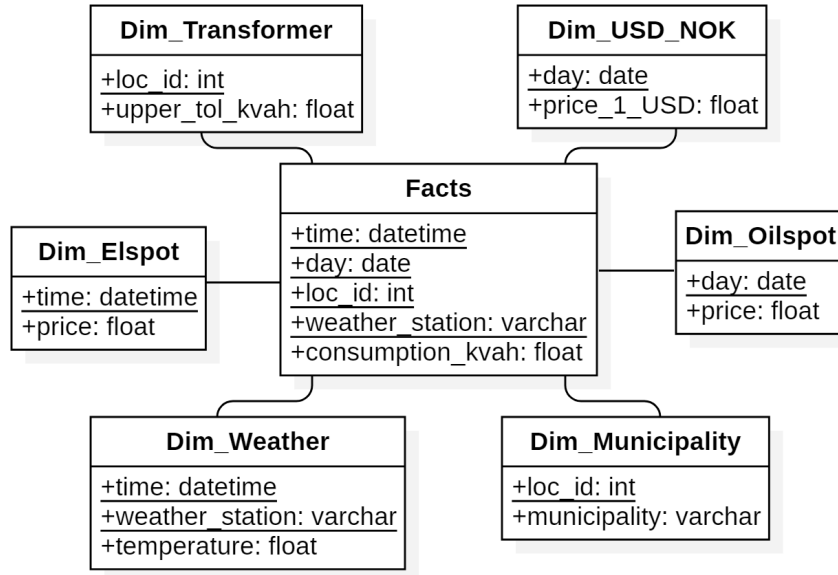 Dim_Transformer
+loc_id: int
+upper_tol_kvah: float
Dim_USD_NOK
+day: date
+price_1_USD: float
Facts
+time: datetime
+day: date
+loc_id: int
+weather_station: varchar
+consumption_kvah: float
Dim_Elspot
+time: datetime
+price: float
Dim_Oilspot
+day: date
+price: float
Dim_Weather
+time: datetime
+weather_station: varchar
+temperature: float
Dim_Municipality
+loc_id: int
+municipality: varchar